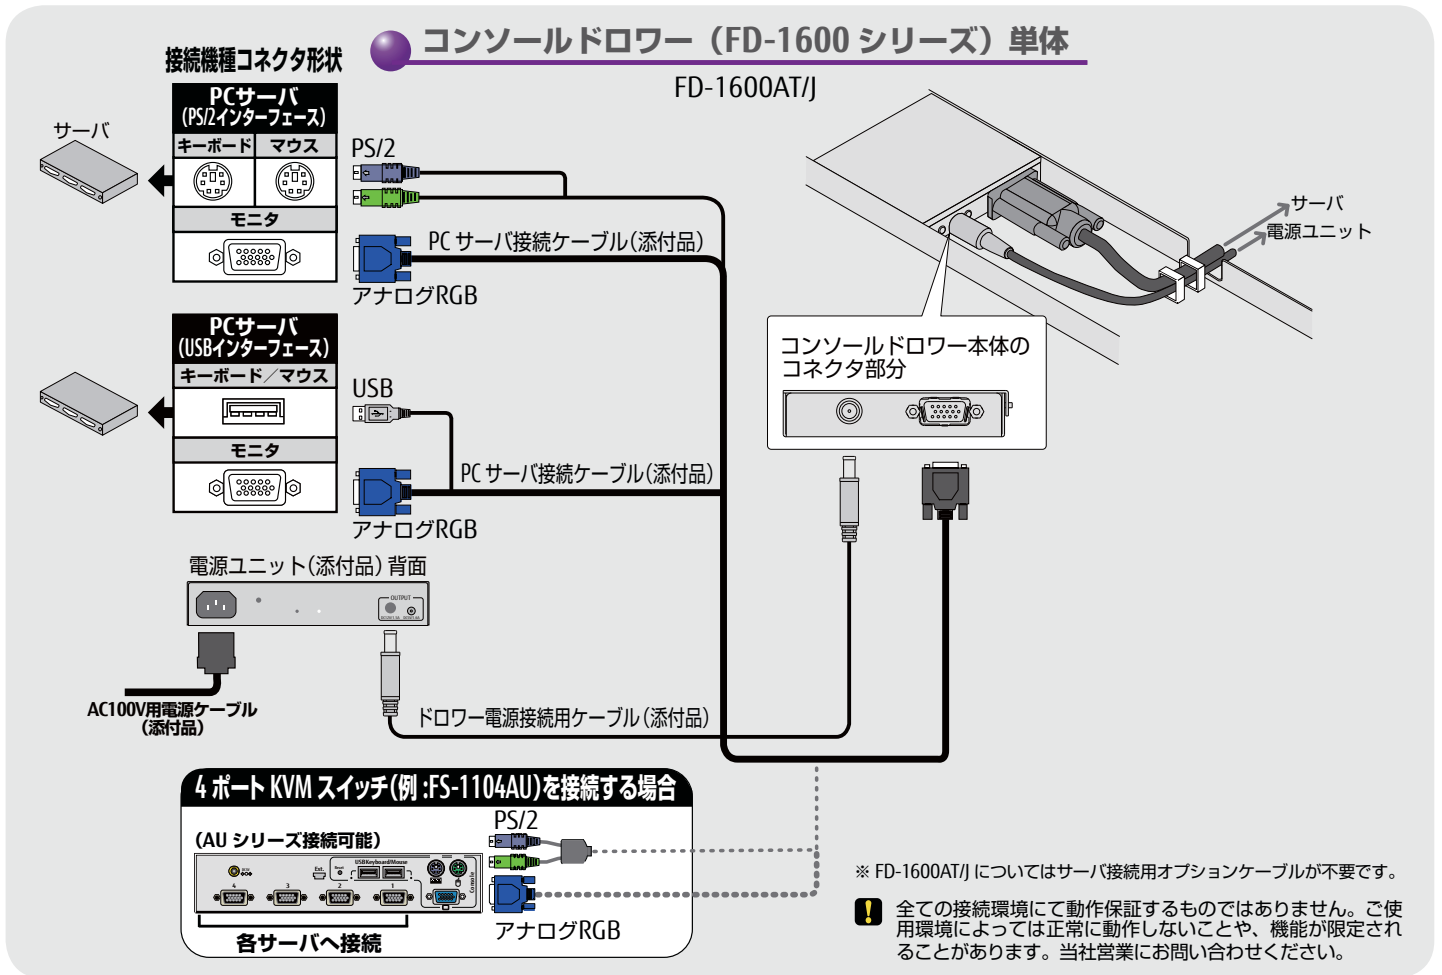 コンソールドロワー（FD-1600 シリーズ）単体
FD-1600AT/J
接続機種コネクタ形状
PCサーバ
(PS/2インターフェース)
キーボード マウス
モニタ
サーバ
PS/2
PC サーバ接続ケーブル（添付品）
アナログRGB
PCサーバ
(USBインターフェース)
キーボード／マウス
モニタ
USB
PC サーバ接続ケーブル（添付品）
アナログRGB
サーバ
電源ユニット
コンソールドロワー本体の
コネクタ部分
電源ユニット（添付品）背面
OUTPUT
AC100V用電源ケーブル
（添付品）
ドロワー電源接続用ケーブル（添付品）
4 ポート KVM スイッチ(例 :FS-1104AU)を接続する場合
（AU シリーズ接続可能）
PS/2
USB Keyboard/Mouse
Ext.
Reset
Console
4 3 2 1
各サーバへ接続
アナログRGB
※ FD-1600AT/J についてはサーバ接続用オプションケーブルが不要です。
全ての接続環境にて動作保証するものではありません。ご使
用環境によっては正常に動作しないことや、機能が限定され
ることがあります。当社営業にお問い合わせください。